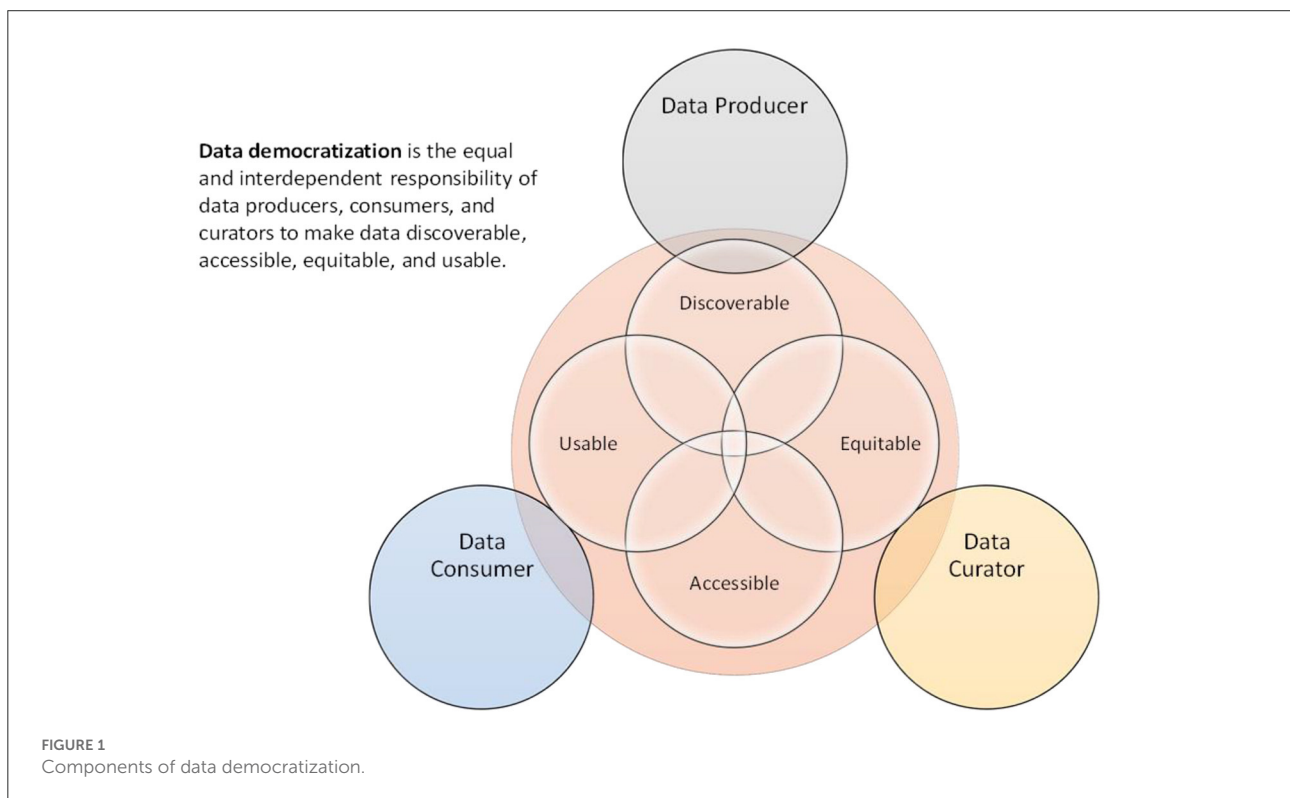 Data Producer
Data democratization is the equal
and interdependent responsibility of
data producers, consumers, and
curators to make data discoverable,
accessible, equitable, and usable.
Discoverable
Usable
Equitable
Data
Consumer
Data
Curator
Accessible
FIGURE 1
Components of data democratization.